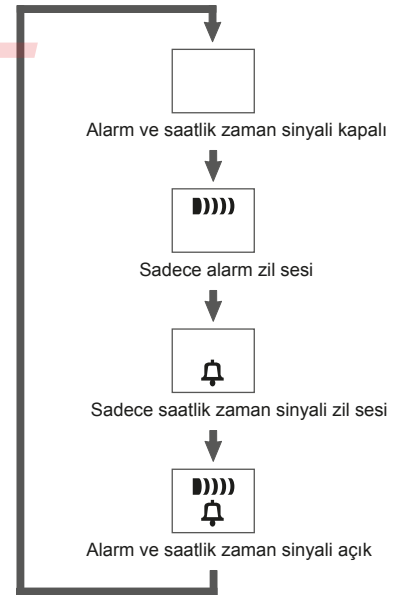 Alarm ve saatlik zaman sinyali kapalı
Sadece alarm zil sesi
Sadece saatlik zaman sinyali zil sesi
Alarm ve saatlik zaman sinyali açık